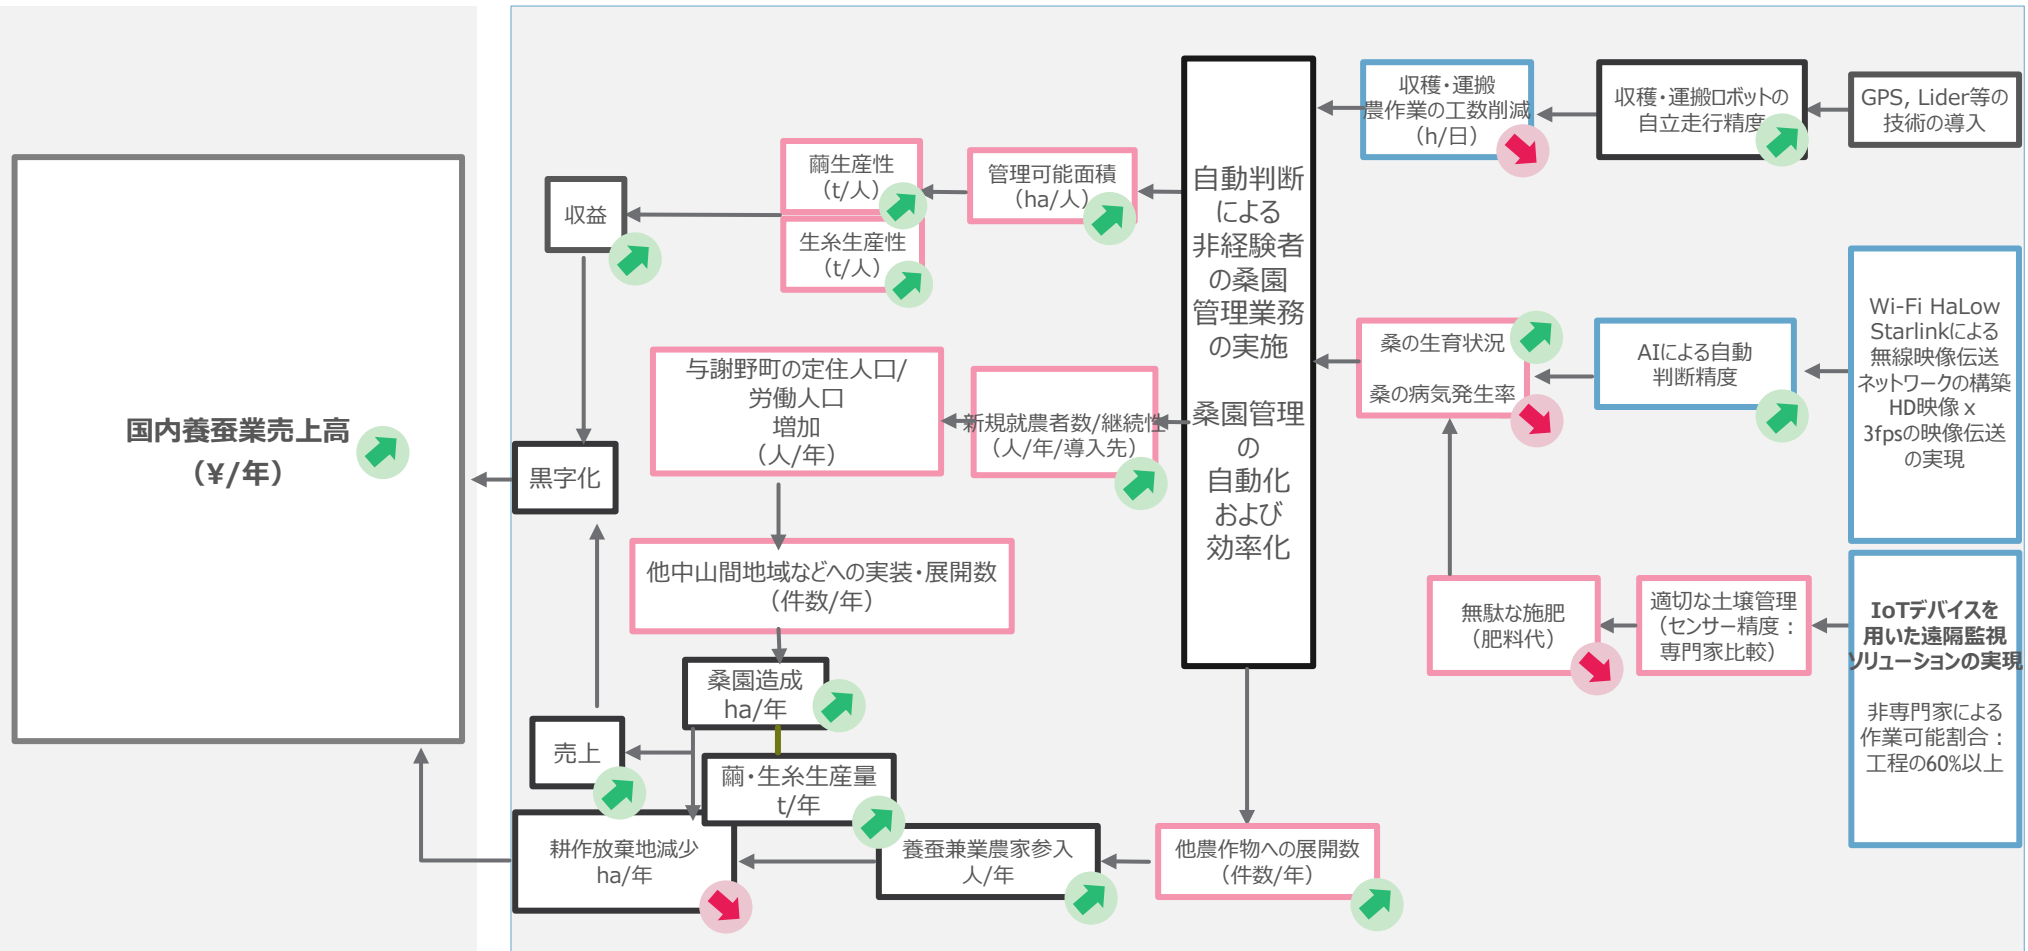 国内養蚕業売上高
(¥/年)
収益
黒字化
売上
繭生産性
(t/人)
生糸生産性
(t/人)
管理可能面積
(ha/人)
与謝野町の定住人口/
労働人口
増加
(人/年)
新規就農者数/継続性
(人/年/導入先)
他中山間地域などへの実装・展開数
(件数/年)
桑園造成
ha/年
繭・生糸生産量
t/年
耕作放棄地減少
ha/年
養蚕兼業農家参入
人/年
他農作物への展開数
(件数/年)
自動判断
による
非経験者
の桑園
管理業務
の実施
桑園管理
の
自動化
および
効率化
収穫・運搬
農作業の工数削減
(h/日)
収穫・運搬ロボットの
自立走行精度
GPS, Lider等の
技術の導入
桑の生育状況
桑の病気発生率
AIによる自動
判断精度
Wi-Fi HaLow
Starlinkによる
無線映像伝送
ネットワークの構築
HD映像 x
3fpsの映像伝送
の実現
無駄な施肥
(肥料代)
適切な土壌管理
(センサー精度：
専門家比較)
IoTデバイスを
用いた遠隔監視
ソリューションの実現
非専門家による
作業可能割合：
工程の60%以上